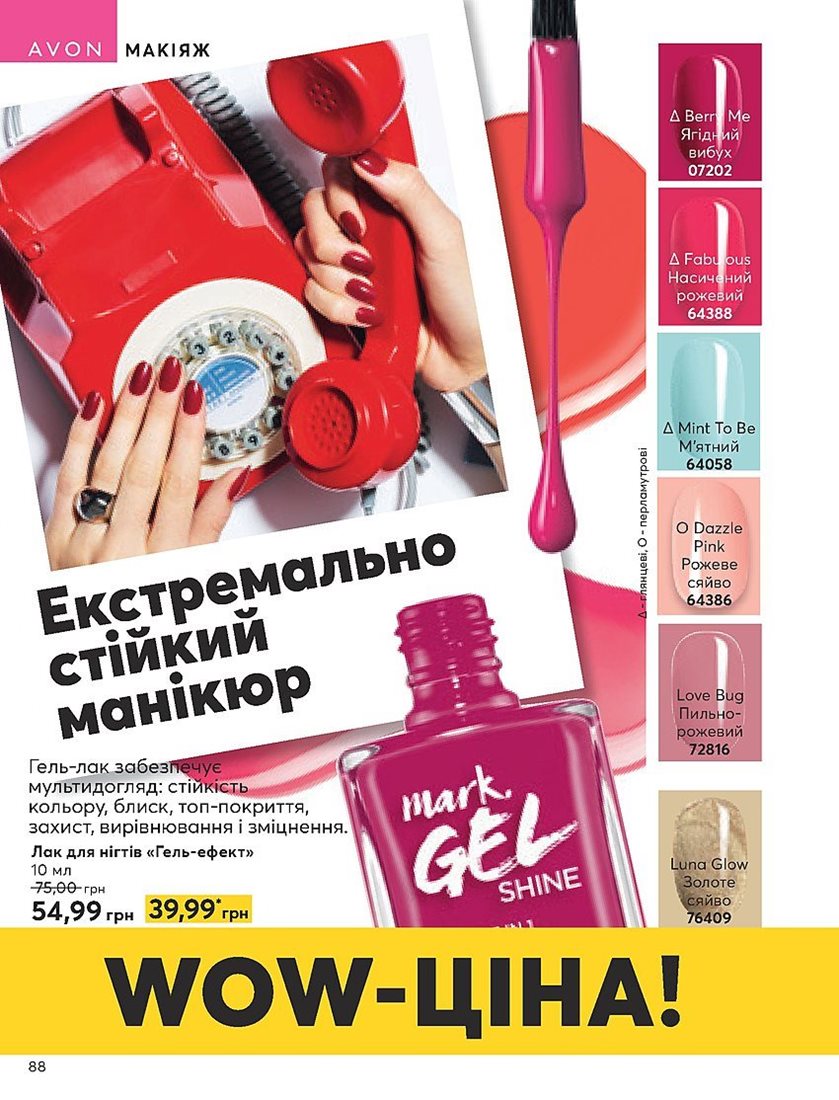 AVON МАКІЯЖ
Екстремально
стійкий
манікюр
Гель-лак забезпечує
мультидогляд: стійкість
кольору, блиск, топ-покриття,
захист, вирівнювання і зміцнення.
Лак для нігтів «Гель-ефект»
10 мл
75,00 грн
54,99 грн 39,99* грн
mark.
GEL
SHINE
Δ Berry Me
Ягідний
вибух
07202
Δ Fabulous
Насичений
рожевий
64388
Δ Mint To Be
М'ятний
64058
O Dazzle
Pink
Рожеве
сяйво
64386
Love Bug
Пильно-
рожевий
72816
Luna Glow
Золоте
сяйво
76409
Δ - глянцеві, O - перламутрові
WOW-ЦІНА!
88